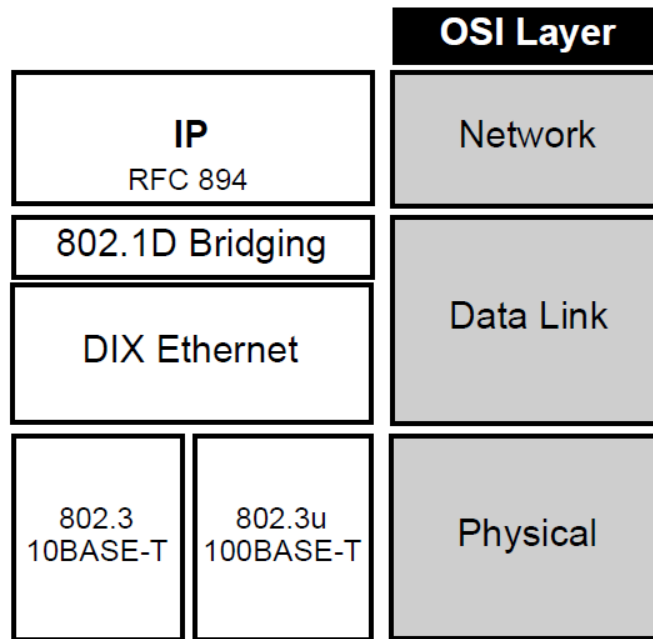 OSI Layer
IP
RFC 894
Network
802.1D Bridging
DIX Ethernet
Data Link
802.3
10BASE-T
802.3u
100BASE-T
Physical